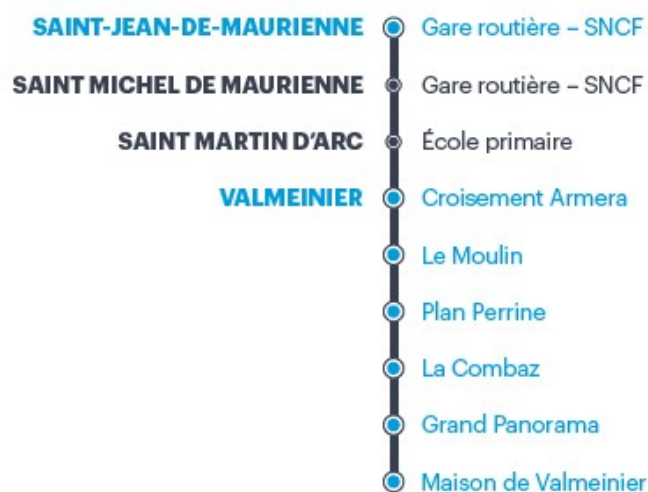 SAINT-JEAN-DE-MAURIENNE Gare routière – SNCF
SAINT MICHEL DE MAURIENNE Gare routière – SNCF
SAINT MARTIN D'ARC École primaire
VALMEINIER Croisement Armera
Le Moulin
Plan Perrine
La Combaz
Grand Panorama
Maison de Valmeinier